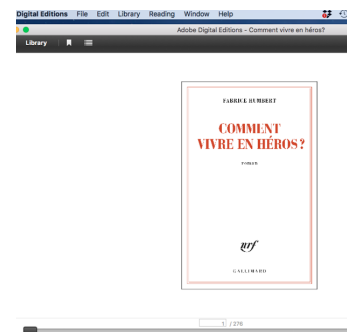 Digital Editions File Edit Library Reading Window Help
Adobe Digital Editions - Comment vivre en héros?
Library
FABRICE HUMBERT
COMMENT
VIVRE EN HÉROS ?
ROMAN
nrf
GALLIMARD
1 / 276